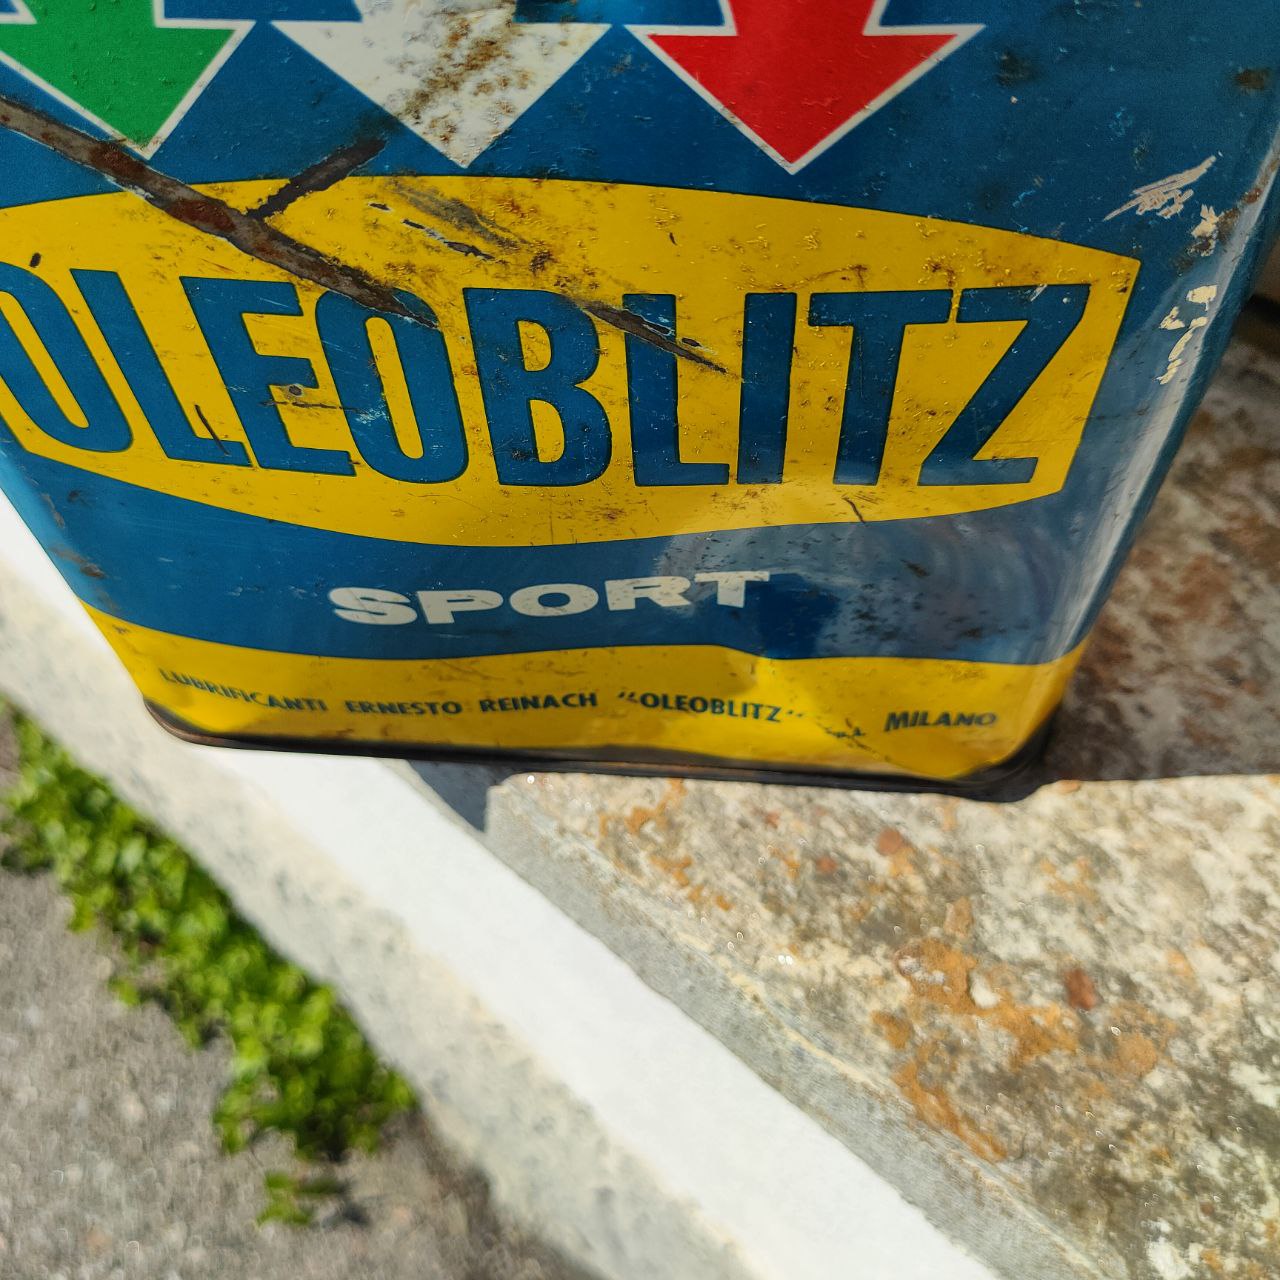 OLEOBLITZ
SPORT
LUBRIFICANTI ERNESTO REINACH "OLEOBLITZ" MILANO